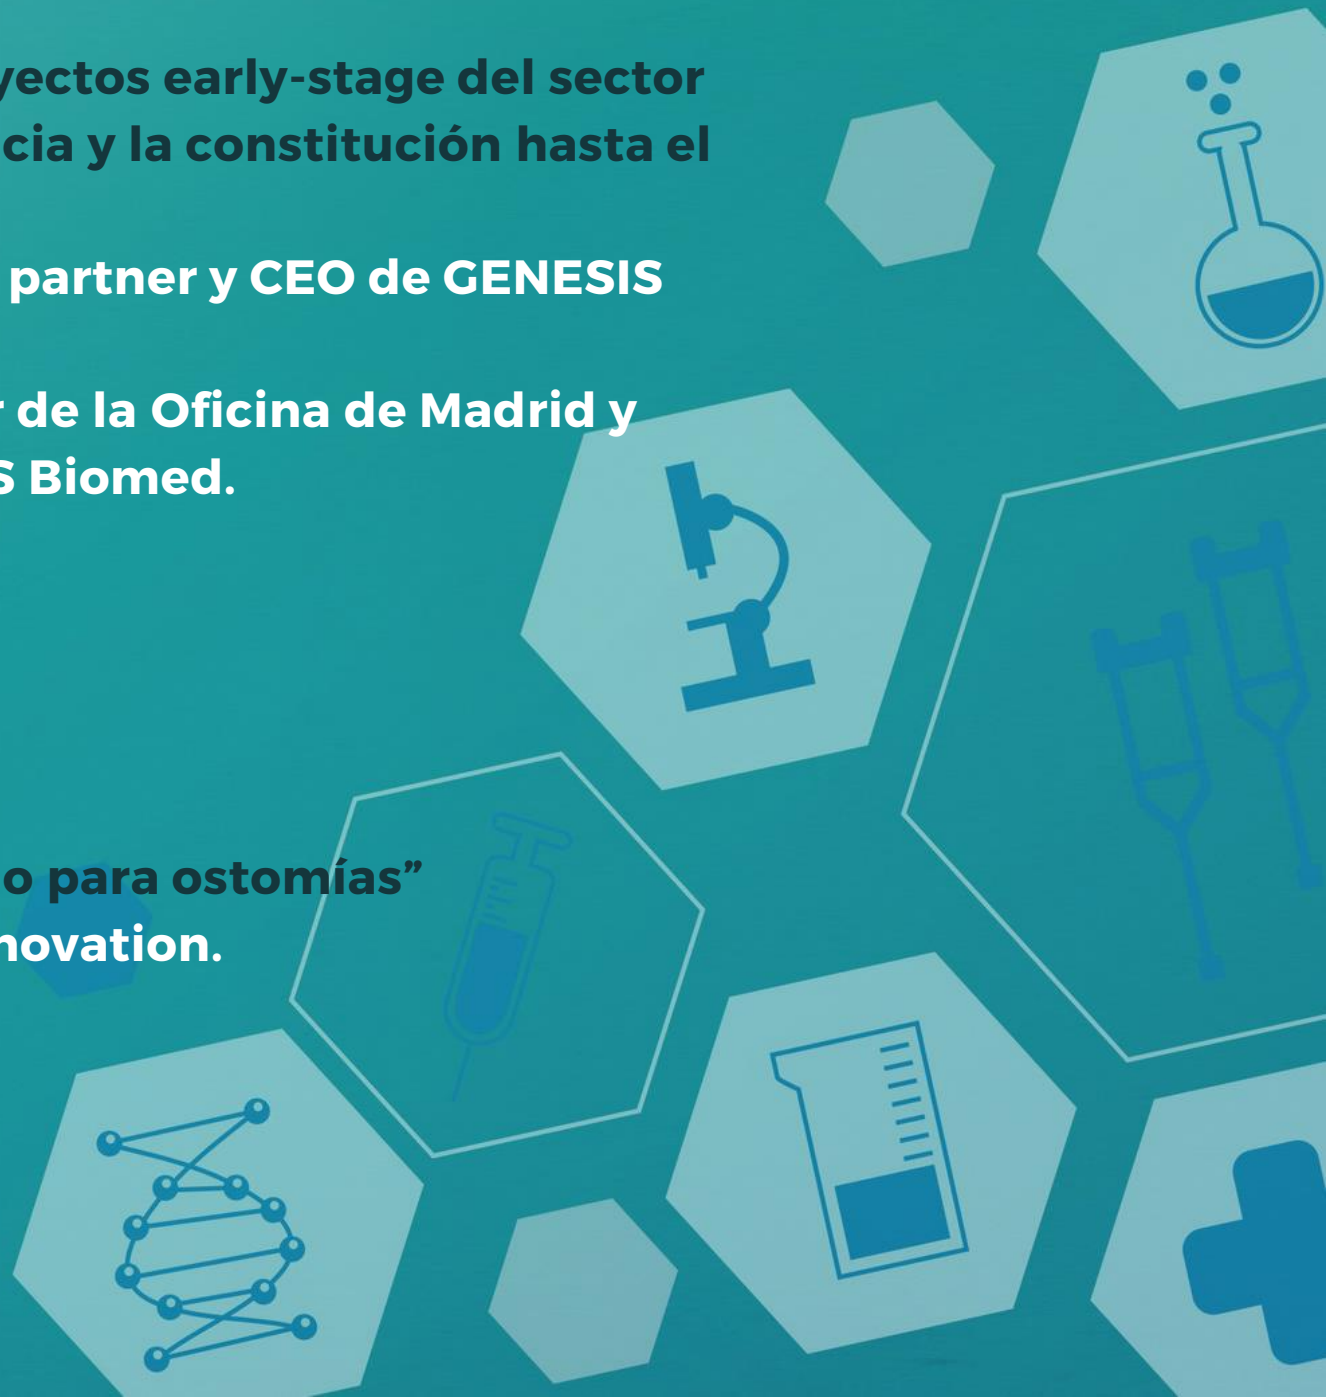 yectos early-stage del sector
cia y la constitución hasta el
partner y CEO de GENESIS
r de la Oficina de Madrid y
S Biomed.
o para ostomías”
novation.